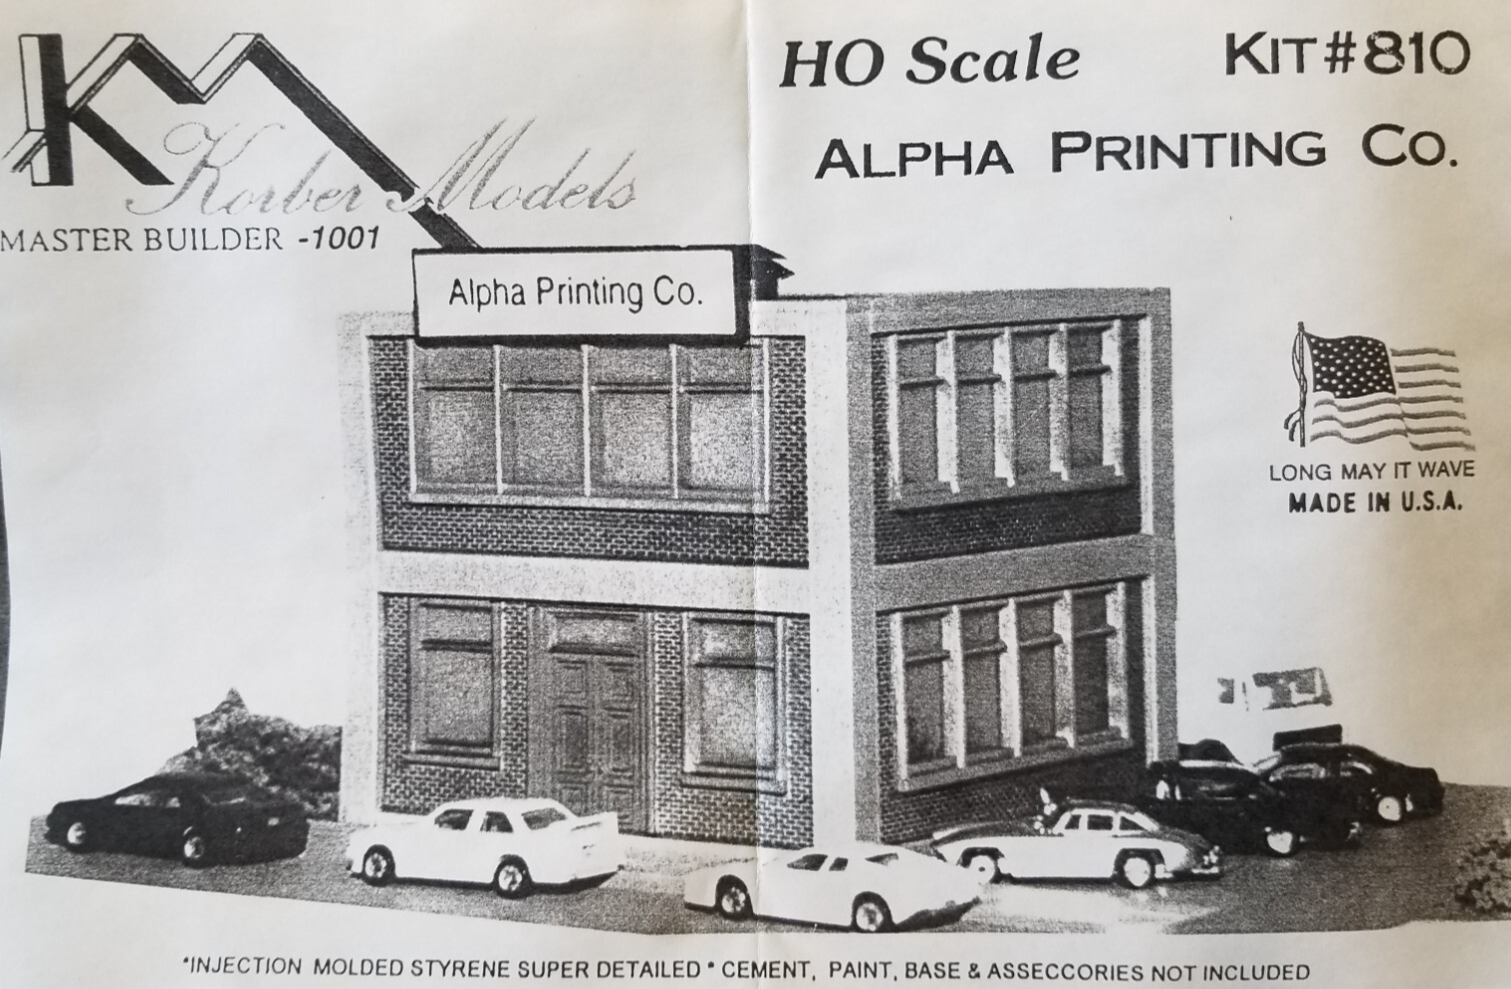 KM
Korber Models
MASTER BUILDER -1001
HO Scale KIT#810
ALPHA PRINTING CO.
Alpha Printing Co.
LONG MAY IT WAVE
MADE IN U.S.A.
*INJECTION MOLDED STYRENE SUPER DETAILED * CEMENT, PAINT, BASE & ASSECCORIES NOT INCLUDED